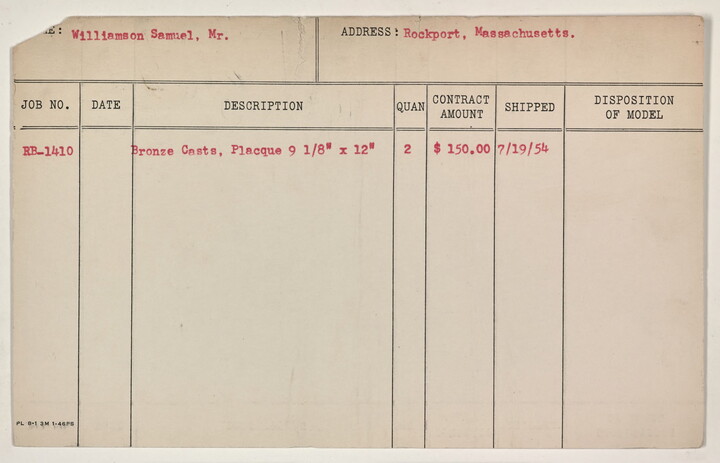 E: Williamson Samuel, Mr. ADDRESS: Rockport, Massachusetts.
JOB NO. DATE DESCRIPTION QUAN CONTRACT AMOUNT SHIPPED DISPOSITION OF MODEL
RB-1410 Bronze Casts, Placque 9 1/8" x 12" 2 $ 150.00 7/19/54